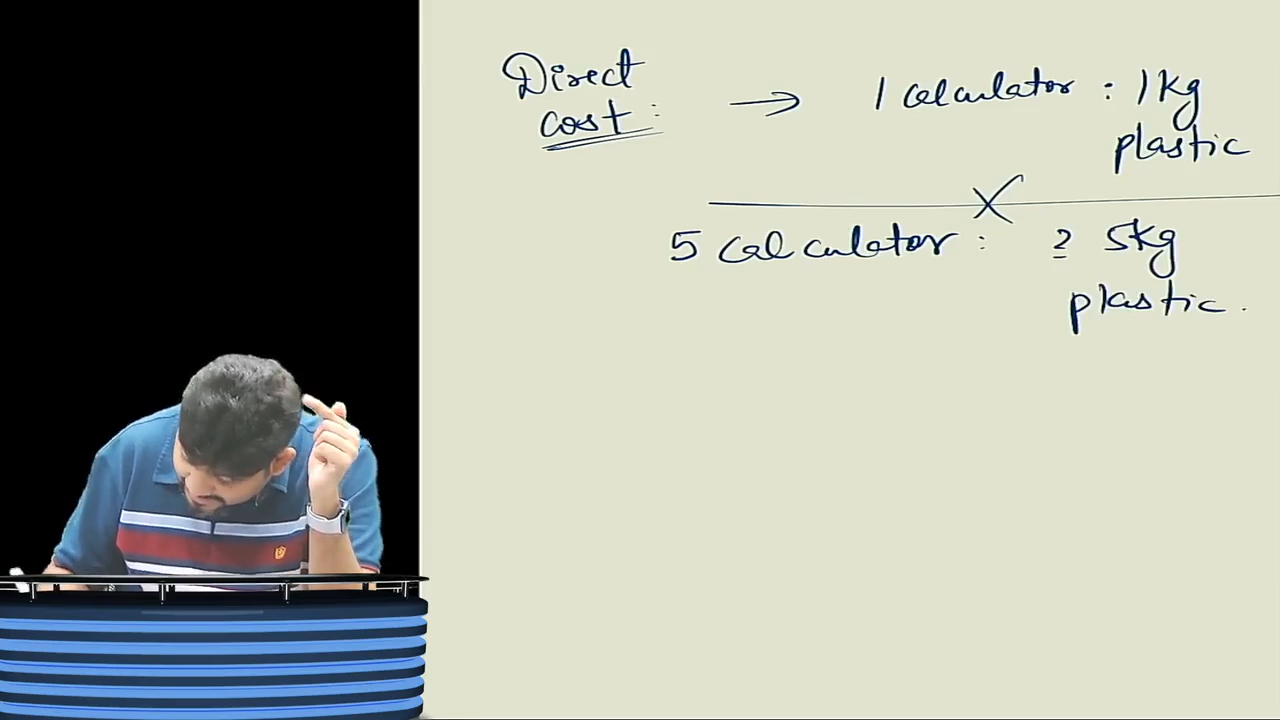 Direct
cost :
→ 1 calculator : 1kg
plastic
5 calculator : ? 5kg
plastic.